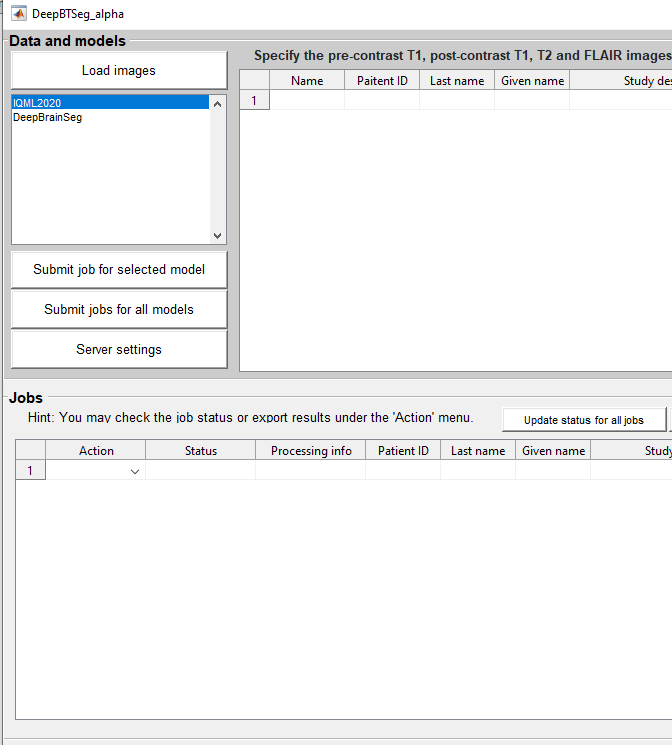 DeepBTSeg_alpha
Data and models
Specify the pre-contrast T1, post-contrast T1, T2 and FLAIR images
Load images
Name Paitent ID Last name Given name Study des
1
IQML2020
DeepBrainSeg
Submit job for selected model
Submit jobs for all models
Server settings
Jobs
Hint: You may check the job status or export results under the 'Action' menu.
Update status for all jobs
Action Status Processing info Patient ID Last name Given name Study
1